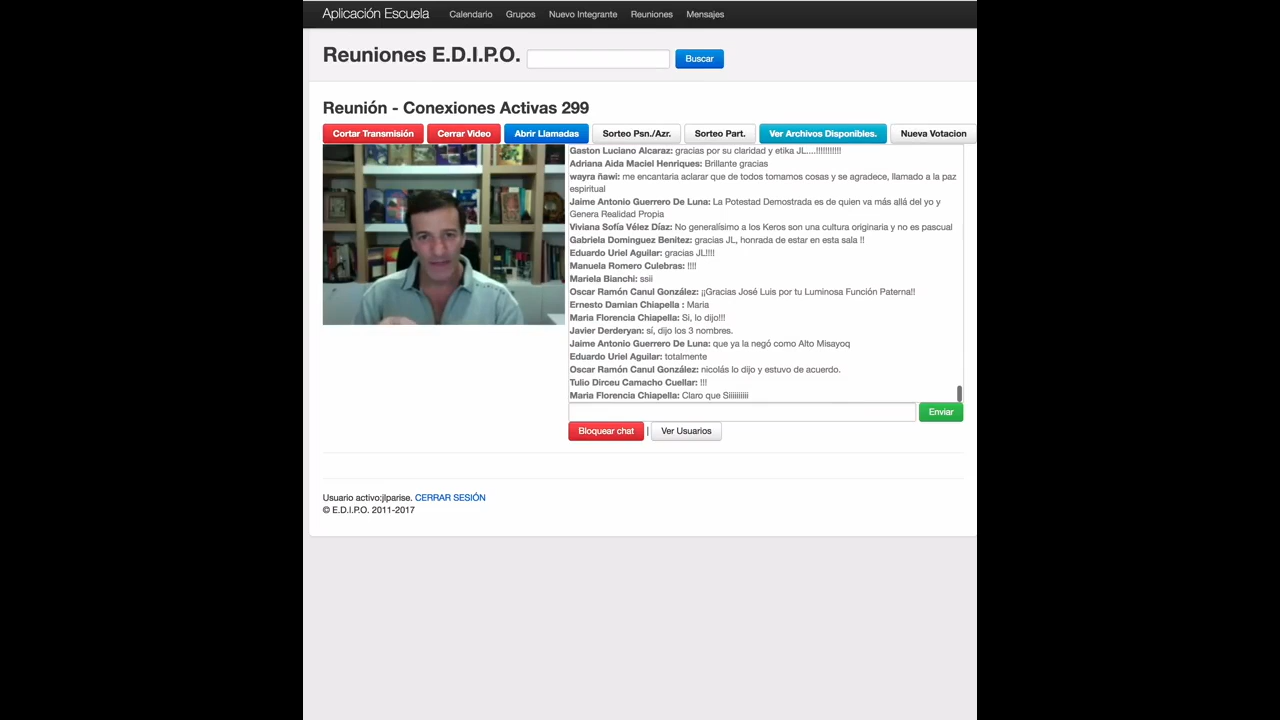 Aplicación Escuela Calendario Grupos Nuevo Integrante Reuniones Mensajes
Reuniones E.D.I.P.O. Buscar
Reunión - Conexiones Activas 299
Cortar Transmisión Cerrar Video Abrir Llamadas Sorteo Psn./Azr. Sorteo Part. Ver Archivos Disponibles. Nueva Votacion
Gaston Luciano Alcaraz: gracias por su claridad y etika JL....!!!!!!!!!!!
Adriana Aida Maciel Henriques: Brillante gracias
wayra ñawi: me encantaria aclarar que de todos tomamos cosas y se agradece, llamado a la paz
espiritual
Jaime Antonio Guerrero De Luna: La Potestad Demostrada es de quien va más allá del yo y
Genera Realidad Propia
Viviana Sofía Vélez Díaz: No generalísimo a los Keros son una cultura originaria y no es pascual
Gabriela Dominguez Benitez: gracias JL, honrada de estar en esta sala !!
Eduardo Uriel Aguilar: gracias JL!!!!
Manuela Romero Culebras: !!!!
Mariela Bianchi: ssii
Oscar Ramón Canul González: ¡¡Gracias José Luis por tu Luminosa Función Paterna!!
Ernesto Damian Chiapella : Maria
Maria Florencia Chiapella: Si, lo dijo!!!
Javier Derderyan: sí, dijo los 3 nombres.
Jaime Antonio Guerrero De Luna: que ya la negó como Alto Misayoq
Eduardo Uriel Aguilar: totalmente
Oscar Ramón Canul González: nicolás lo dijo y estuvo de acuerdo.
Tulio Dirceu Camacho Cuellar: !!!
Maria Florencia Chiapella: Claro que Siiiiiiiiii
Enviar
Bloquear chat | Ver Usuarios
Usuario activo:jlparise. CERRAR SESIÓN
© E.D.I.P.O. 2011-2017